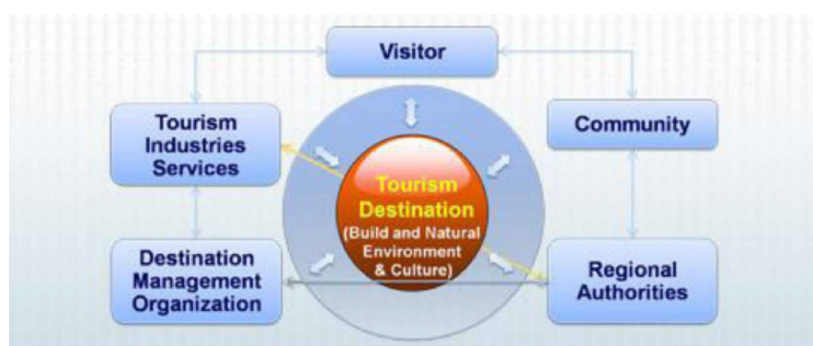 Visitor
Tourism
Industries
Services
Community
Tourism
Destination
(Build and Natural
Environment
& Culture)
Destination
Management
Organization
Regional
Authorities